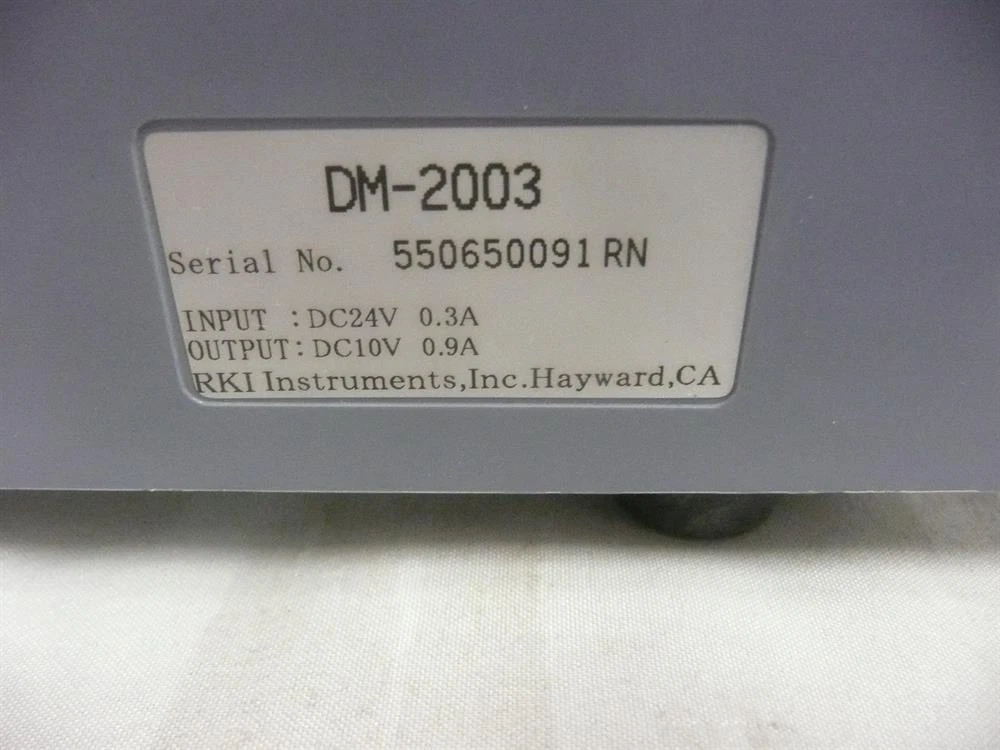 DM-2003
Serial No. 550650091 RN
INPUT : DC24V 0.3A
OUTPUT: DC10V 0.9A
RKI Instruments,Inc.Hayward,CA